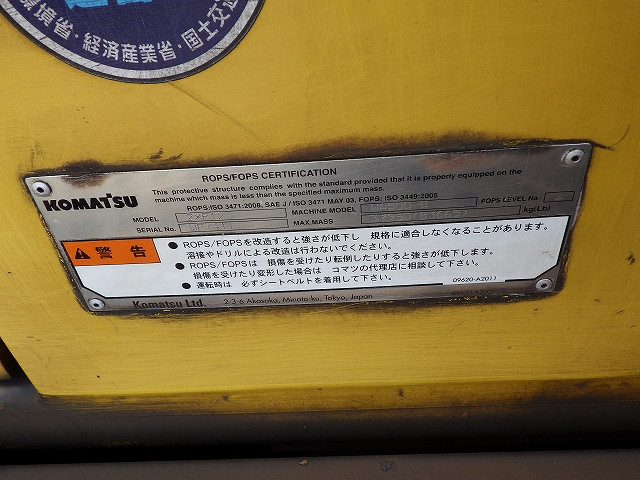 環境省・経済産業省・国土交
ROPS/FOPS CERTIFICATION
This protective structure complies with the standard provided that it is properly equipped on the
machine which mass is less than the specified maximum mass.
KOMATSU
ROPS/ISO 3471:2008, SAE J / ISO 3471 MAY 03, FOPS: ISO 3449:2005
FOPS LEVEL No.
MODEL
MACHINE MODEL
SERIAL No.
MAX.MASS
kg(Lb)
警告
● ROPS/FOPSを改造すると強さが低下し 規格に適合しなくなることがあります。
溶接やドリルによる改造は行わないでください。
● ROPS/FOPSは 損傷を受けたり転倒したりすると強さが低下します。
損傷を受けたり変形した場合は コマツの代理店に相談して下さい。
● 運転時は 必ずシートベルトを着用して下さい。
09620-A2011
Komatsu Ltd.
2-3-6 Akasaka, Minato-ku, Tokyo, Japan